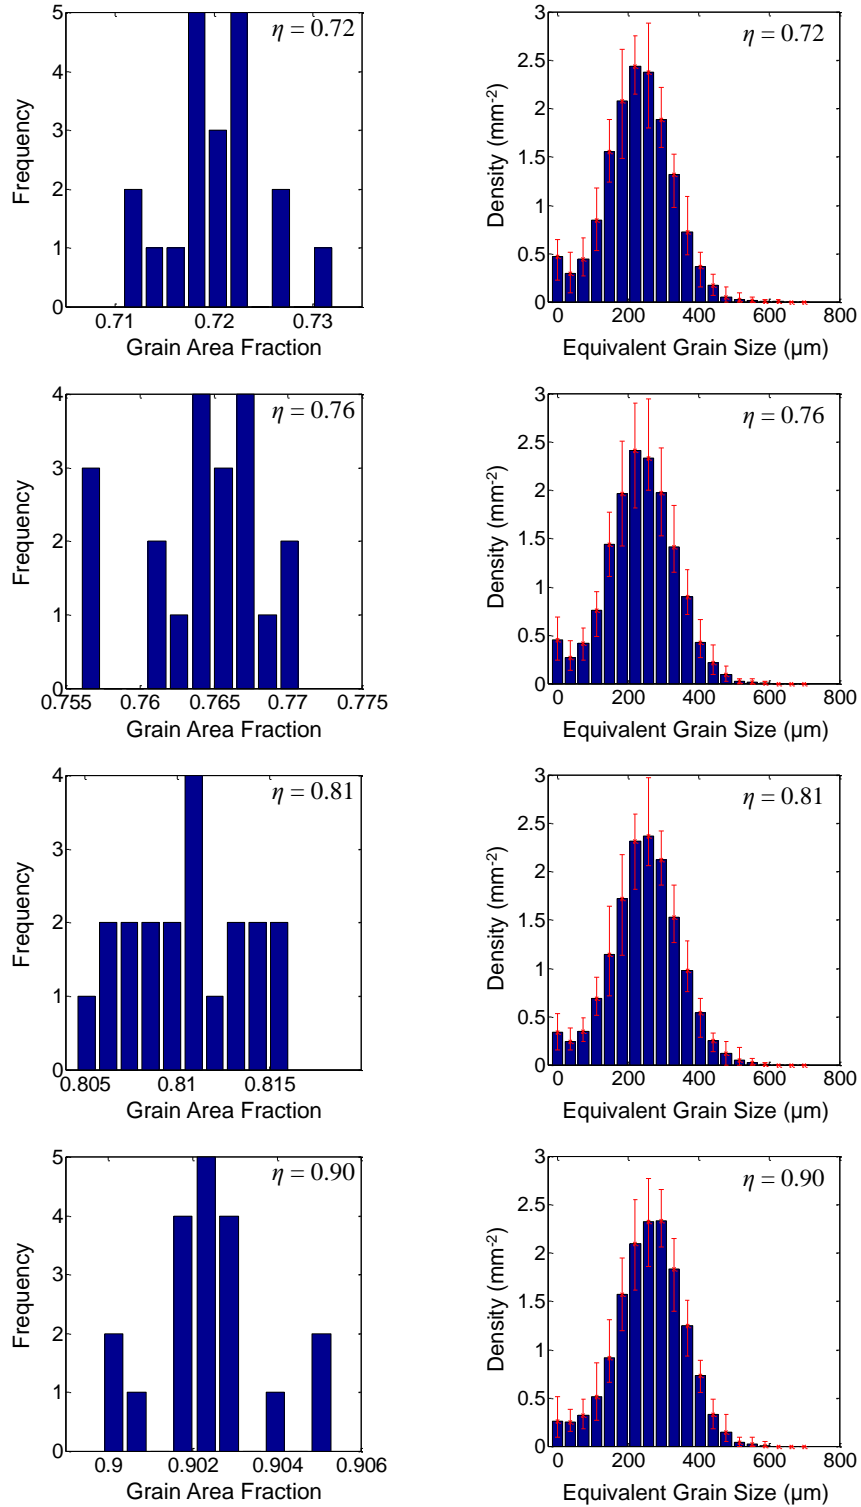 η = 0.72
Frequency
5
4
3
2
1
0
0.71 0.72 0.73
Grain Area Fraction
η = 0.72
Density (mm-2)
3
2.5
2
1.5
1
0.5
0
0 200 400 600 800
Equivalent Grain Size (μm)
η = 0.76
Frequency
4
3
2
1
0
0.755 0.76 0.765 0.77 0.775
Grain Area Fraction
η = 0.76
Density (mm-2)
3
2.5
2
1.5
1
0.5
0
0 200 400 600 800
Equivalent Grain Size (μm)
η = 0.81
Frequency
4
3
2
1
0
0.805 0.81 0.815
Grain Area Fraction
η = 0.81
Density (mm-2)
3
2.5
2
1.5
1
0.5
0
0 200 400 600 800
Equivalent Grain Size (μm)
η = 0.90
Frequency
5
4
3
2
1
0
0.9 0.902 0.904 0.906
Grain Area Fraction
η = 0.90
Density (mm-2)
3
2.5
2
1.5
1
0.5
0
0 200 400 600 800
Equivalent Grain Size (μm)